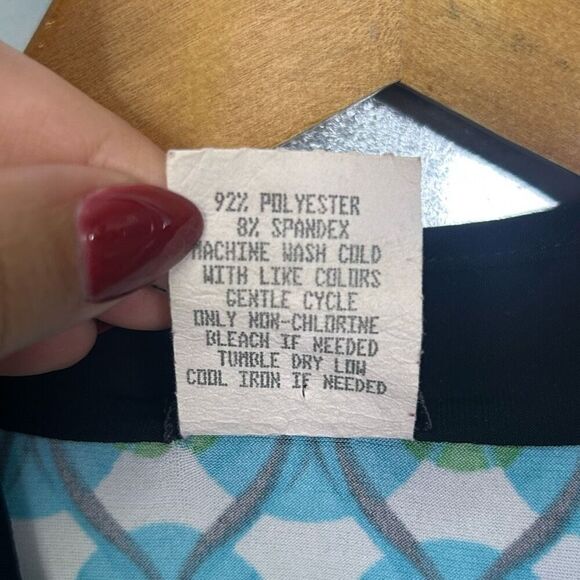 92% POLYESTER
8% SPANDEX
MACHINE WASH COLD
WITH LIKE COLORS
GENTLE CYCLE
ONLY NON-CHLORINE
BLEACH IF NEEDED
TUMBLE DRY LOW
COOL IRON IF NEEDED